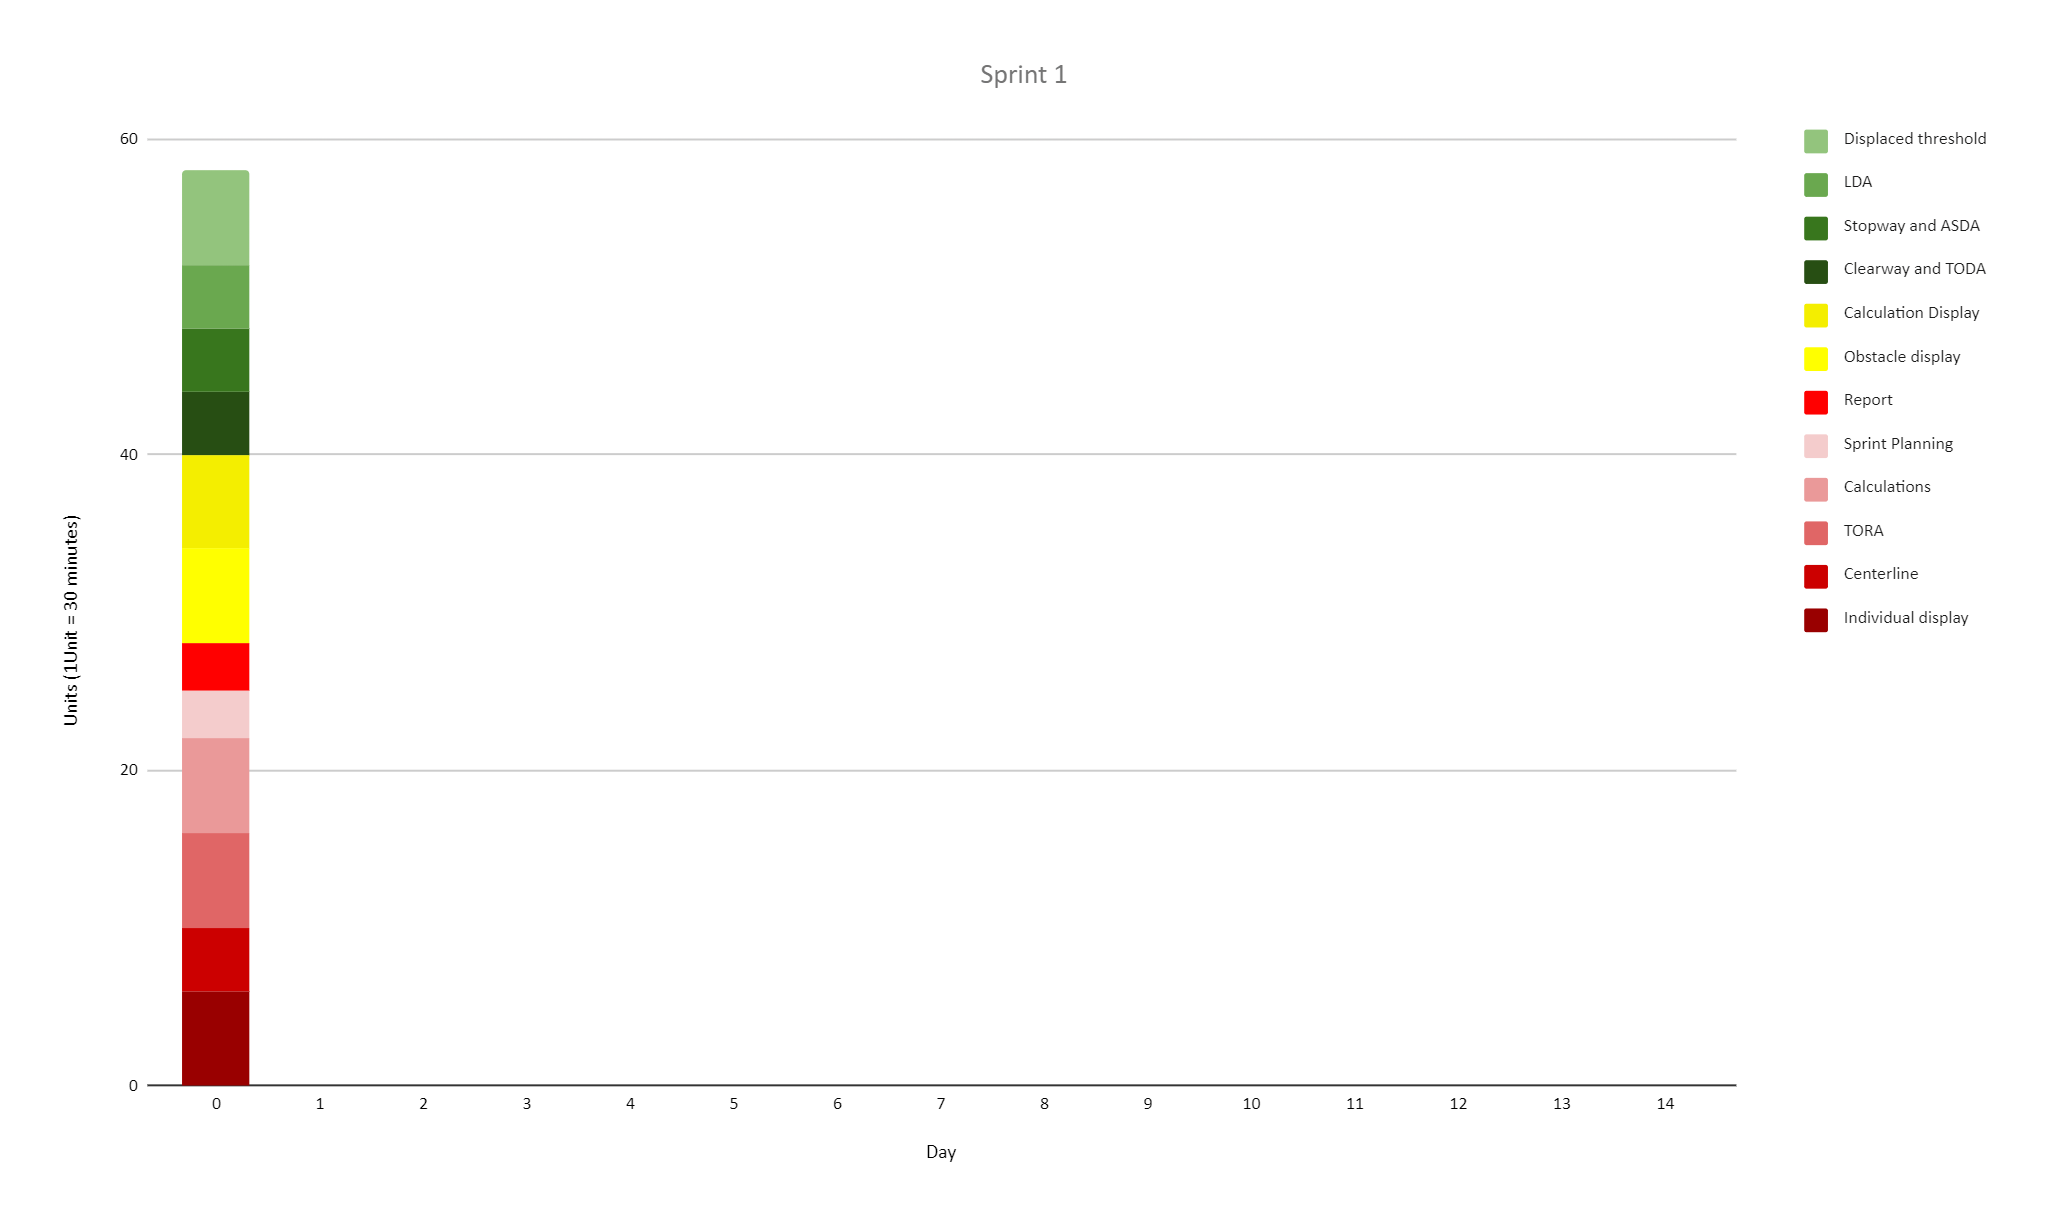 Sprint 1
60
40
20
0
Units (1Unit = 30 minutes)
0 1 2 3 4 5 6 7 8 9 10 11 12 13 14
Day
Displaced threshold
LDA
Stopway and ASDA
Clearway and TODA
Calculation Display
Obstacle display
Report
Sprint Planning
Calculations
TORA
Centerline
Individual display